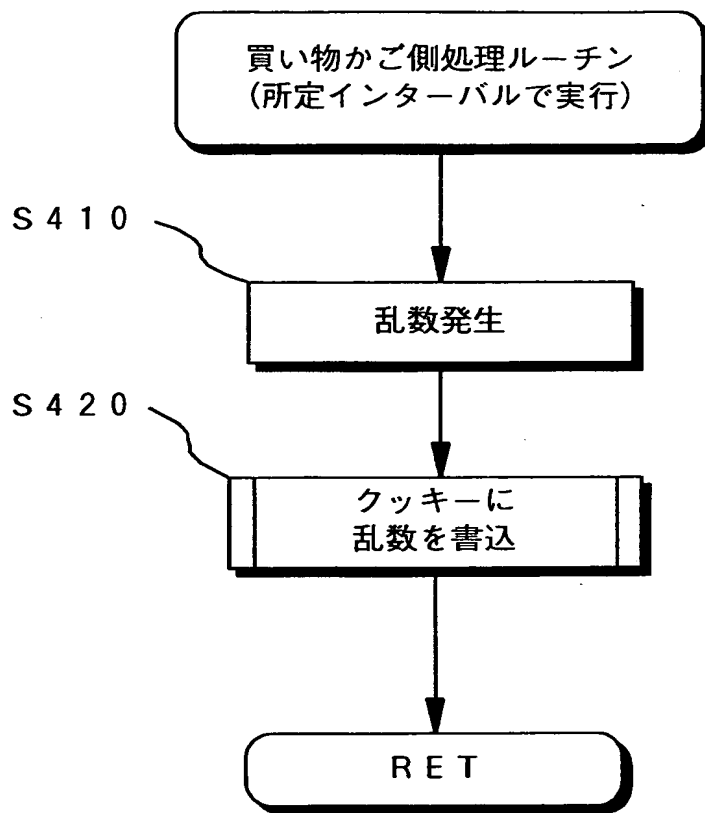 買い物かご側処理ルーチン
(所定インターバルで実行)
S410
乱数発生
S420
クッキーに
乱数を書込
RET